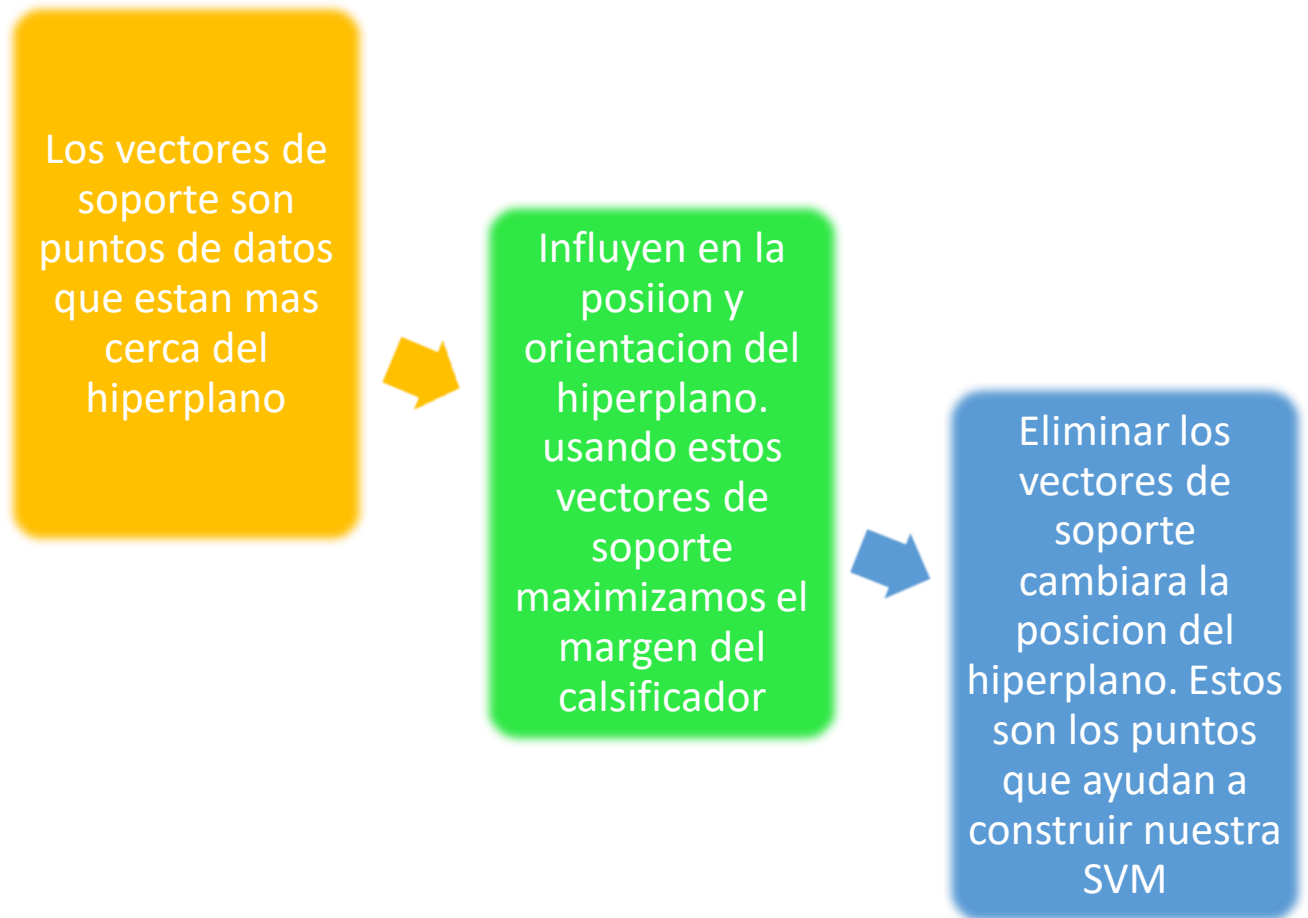 Los vectores de
soporte son
puntos de datos
que estan mas
cerca del
hiperplano
Influyen en la
posiion y
orientacion del
hiperplano.
usando estos
vectores de
soporte
maximizamos el
margen del
calsificador
Eliminar los
vectores de
soporte
cambiara la
posicion del
hiperplano. Estos
son los puntos
que ayudan a
construir nuestra
SVM